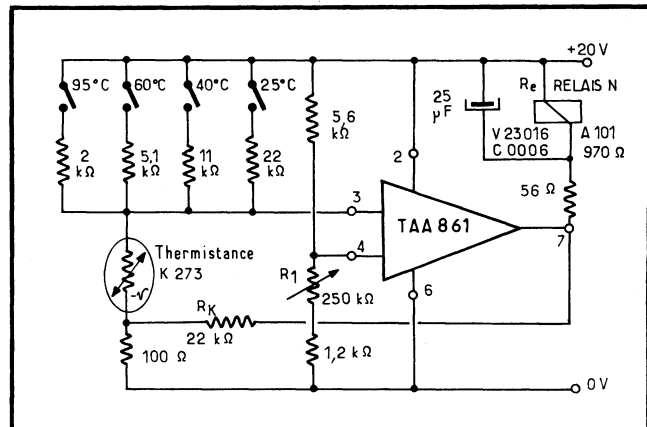 +20V
95°C 60°C 40°C 25°C
Re RELAIS N
25
µF
5,6
kΩ
V 23016
C 0006
A 101
970 Ω
2
kΩ
5,1
kΩ
11
kΩ
22
kΩ
2
56 Ω
3
TAA 861
7
4
Thermistance
K 273
-ν
R1
250 kΩ
6
RK
22 kΩ
100 Ω
1,2 kΩ
0 V